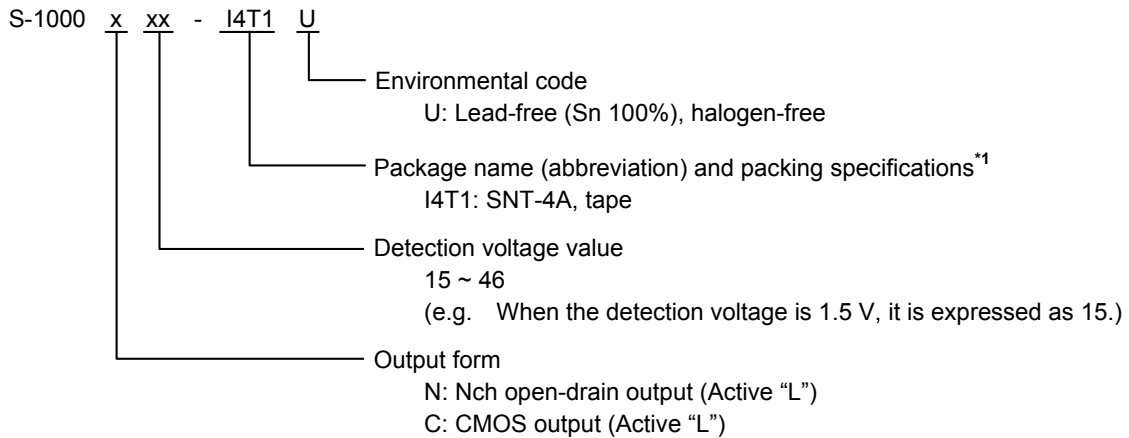 S-1000 x xx - I4T1 U
Environmental code
U: Lead-free (Sn 100%), halogen-free
Package name (abbreviation) and packing specifications*1
I4T1: SNT-4A, tape
Detection voltage value
15 ~ 46
(e.g. When the detection voltage is 1.5 V, it is expressed as 15.)
Output form
N: Nch open-drain output (Active “L”)
C: CMOS output (Active “L”)